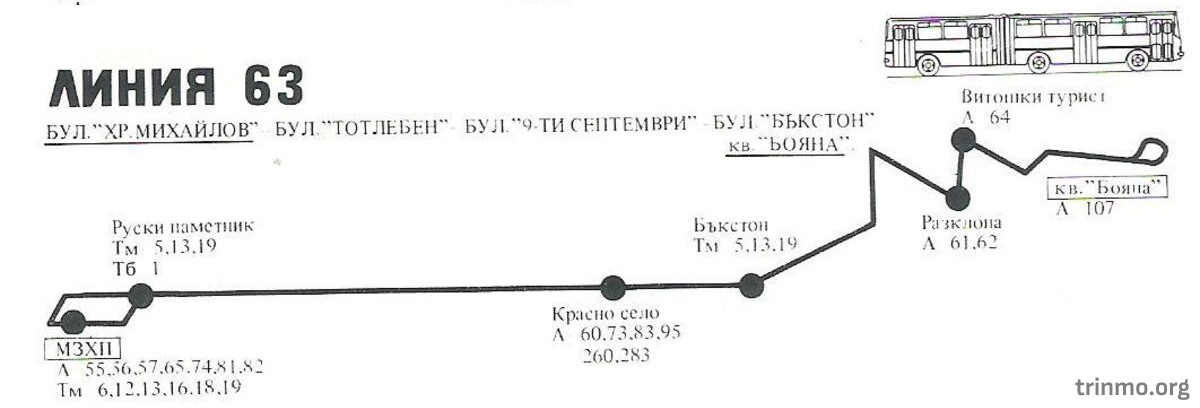 ЛИНИЯ 63
БУЛ."ХР.МИХАЙЛОВ" - БУЛ."ТОТЛЕБЕН" - БУЛ."9-ТИ СЕПТЕМВРИ" - БУЛ."БЪКСТОН"
кв."БОЯНА".
Витошки турист
А 64
кв."Бояна"
А 107
Разклона
А 61,62
Бъкстон
Тм 5,13,19
Руски паметник
Тм 5,13,19
Тб 1
Красно село
А 60,73,83,95
260,283
МЗХП
А 55,56,57,65,74,81,82
Тм 6,12,13,16,18,19
trinmo.org